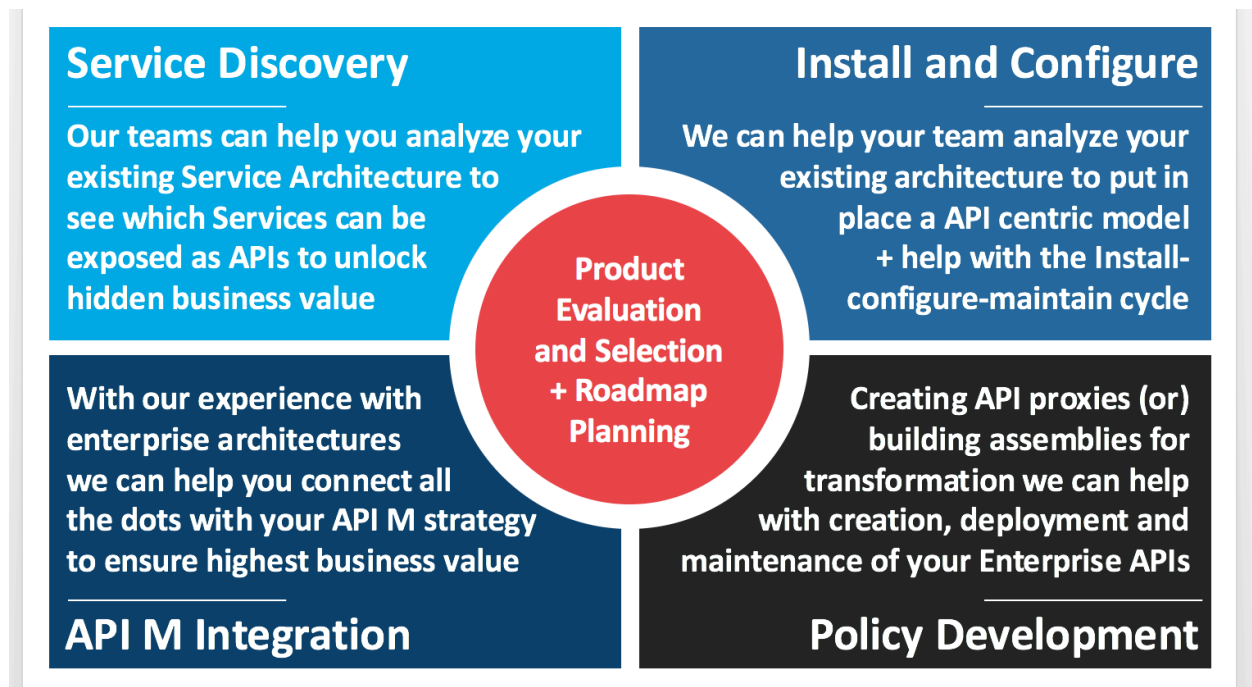 Service Discovery
Our teams can help you analyze your
existing Service Architecture to
see which Services can be
exposed as APIs to unlock
hidden business value
Install and Configure
We can help your team analyze your
existing architecture to put in
place a API centric model
+ help with the Install-
configure-maintain cycle
Product
Evaluation
and Selection
+ Roadmap
Planning
With our experience with
enterprise architectures
we can help you connect all
the dots with your API M strategy
to ensure highest business value
API M Integration
Creating API proxies (or)
building assemblies for
transformation we can help
with creation, deployment and
maintenance of your Enterprise APIs
Policy Development